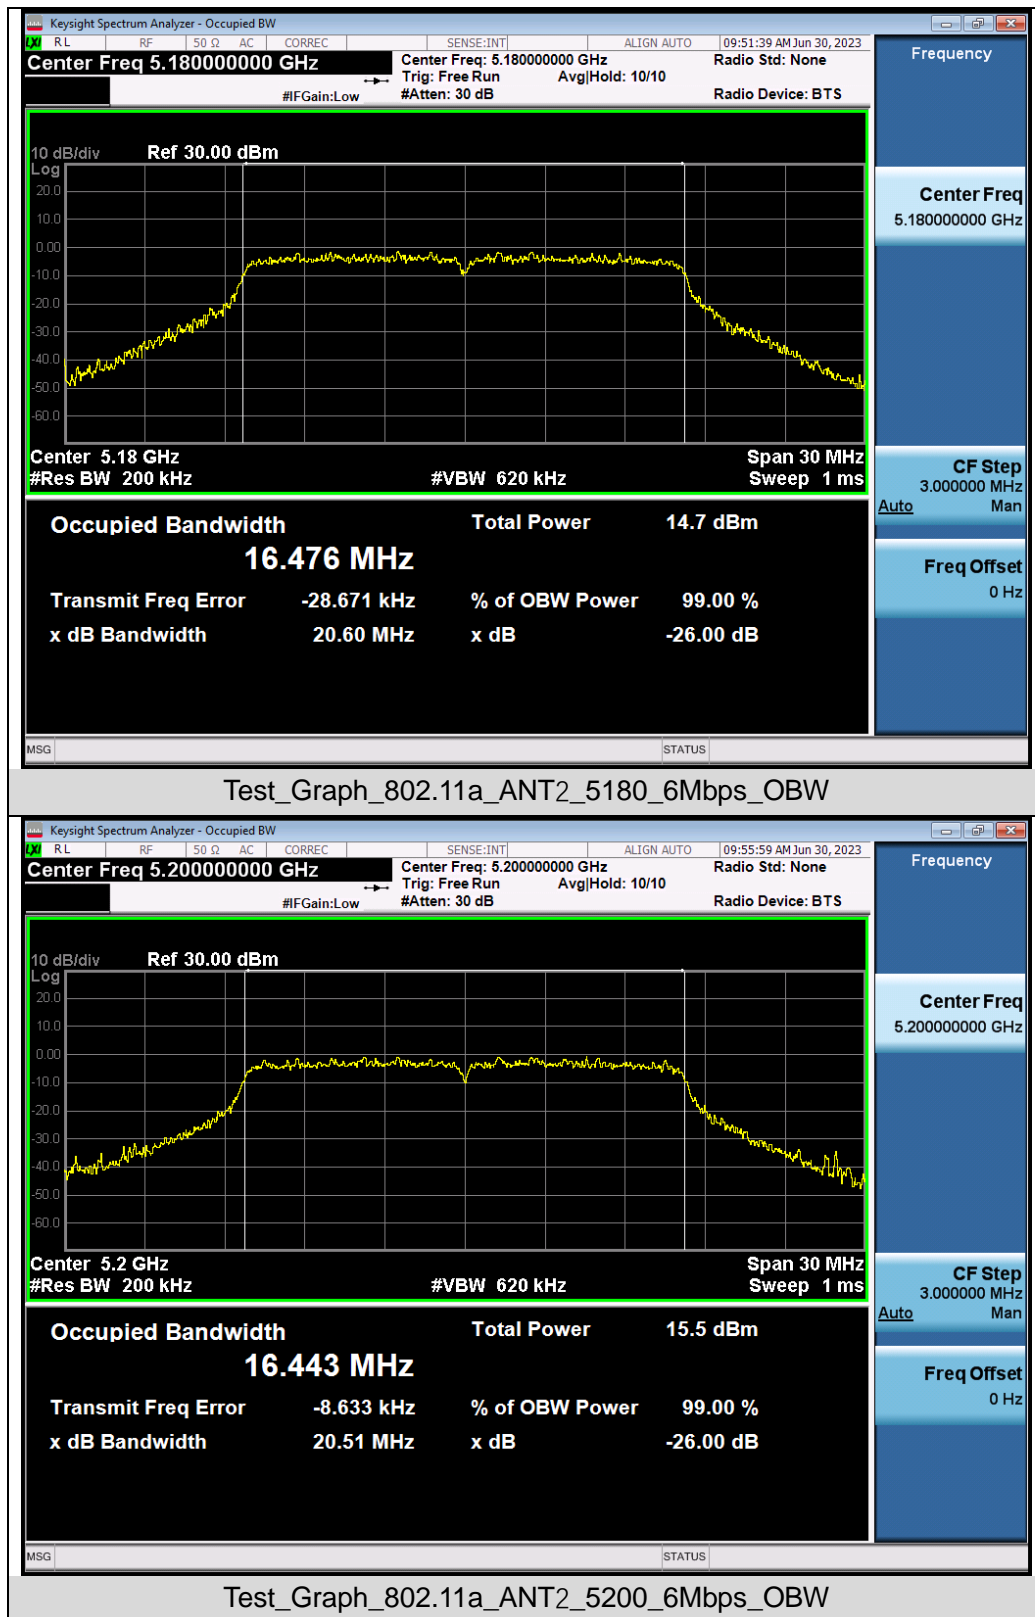 Keysight Spectrum Analyzer - Occupied BW
LXI RL RF 50 Ω AC CORREC SENSE:INT ALIGN AUTO 09:51:39 AM Jun 30, 2023
Center Freq 5.180000000 GHz
Center Freq: 5.180000000 GHz Radio Std: None
Trig: Free Run Avg|Hold: 10/10
#IFGain:Low #Atten: 30 dB Radio Device: BTS
Frequency
10 dB/div Ref 30.00 dBm
Log
20.0
10.0
0.00
-10.0
-20.0
-30.0
-40.0
-50.0
-60.0
Center Freq
5.180000000 GHz
Center 5.18 GHz Span 30 MHz
#Res BW 200 kHz #VBW 620 kHz Sweep 1 ms
CF Step
3.000000 MHz
Auto Man
Freq Offset
0 Hz
Occupied Bandwidth Total Power 14.7 dBm
16.476 MHz
Transmit Freq Error -28.671 kHz % of OBW Power 99.00 %
x dB Bandwidth 20.60 MHz x dB -26.00 dB
MSG STATUS
Test_Graph_802.11a_ANT2_5180_6Mbps_OBW
Keysight Spectrum Analyzer - Occupied BW
LXI RL RF 50 Ω AC CORREC SENSE:INT ALIGN AUTO 09:55:59 AM Jun 30, 2023
Center Freq 5.200000000 GHz
Center Freq: 5.200000000 GHz Radio Std: None
Trig: Free Run Avg|Hold: 10/10
#IFGain:Low #Atten: 30 dB Radio Device: BTS
Frequency
10 dB/div Ref 30.00 dBm
Log
20.0
10.0
0.00
-10.0
-20.0
-30.0
-40.0
-50.0
-60.0
Center Freq
5.200000000 GHz
Center 5.2 GHz Span 30 MHz
#Res BW 200 kHz #VBW 620 kHz Sweep 1 ms
CF Step
3.000000 MHz
Auto Man
Freq Offset
0 Hz
Occupied Bandwidth Total Power 15.5 dBm
16.443 MHz
Transmit Freq Error -8.633 kHz % of OBW Power 99.00 %
x dB Bandwidth 20.51 MHz x dB -26.00 dB
MSG STATUS
Test_Graph_802.11a_ANT2_5200_6Mbps_OBW